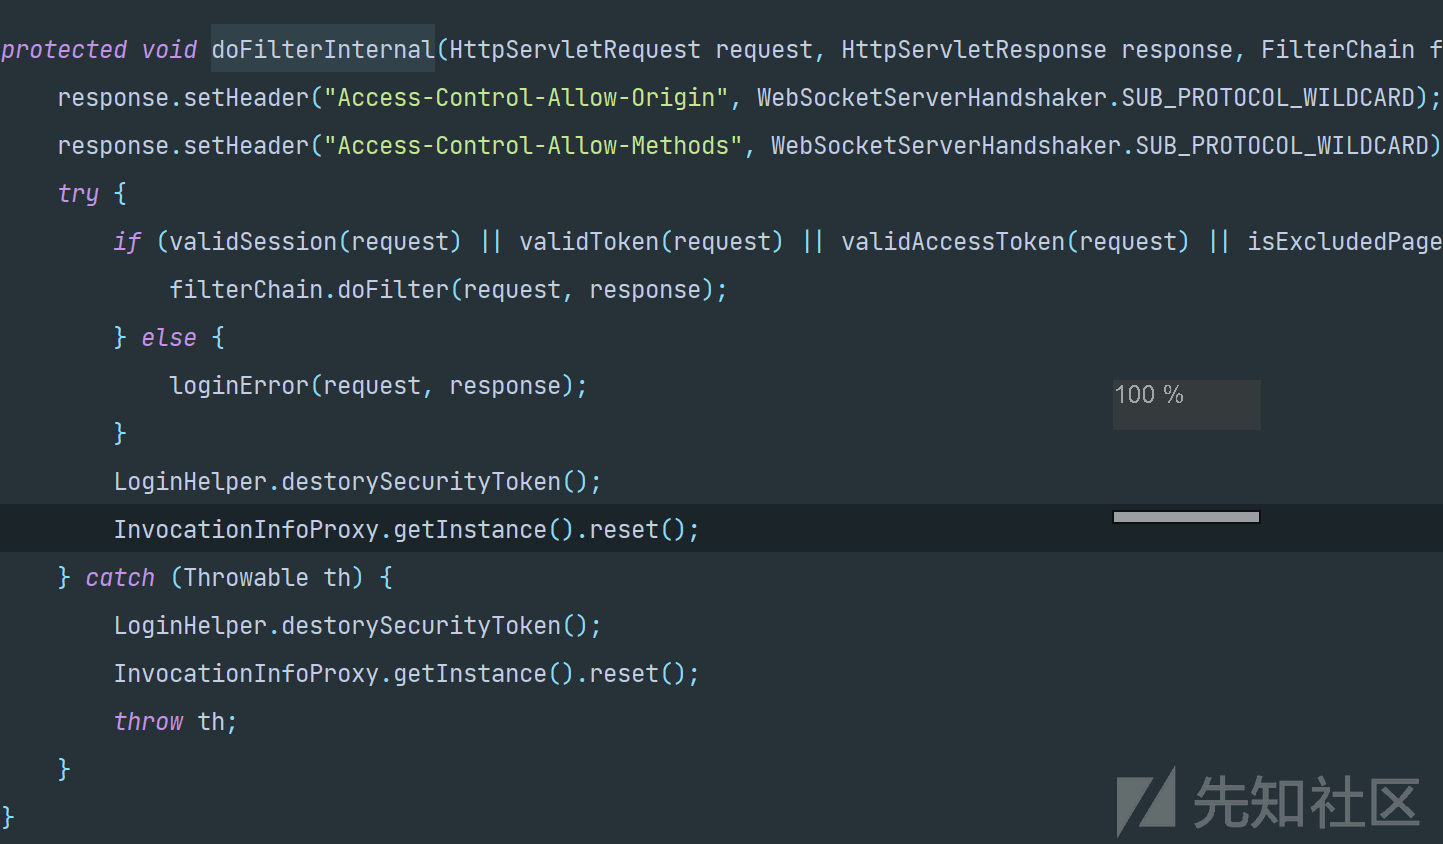 protected void doFilterInternal(HttpServletRequest request, HttpServletResponse response, FilterChain f
response.setHeader("Access-Control-Allow-Origin", WebSocketServerHandshaker.SUB_PROTOCOL_WILDCARD);
response.setHeader("Access-Control-Allow-Methods", WebSocketServerHandshaker.SUB_PROTOCOL_WILDCARD)
try {
if (validSession(request) || validToken(request) || validAccessToken(request) || isExcludedPage
filterChain.doFilter(request, response);
} else {
loginError(request, response);
100 %
}
LoginHelper.destorySecurityToken();
InvocationInfoProxy.getInstance().reset();
} catch (Throwable th) {
LoginHelper.destorySecurityToken();
InvocationInfoProxy.getInstance().reset();
throw th;
}
}
先知社区